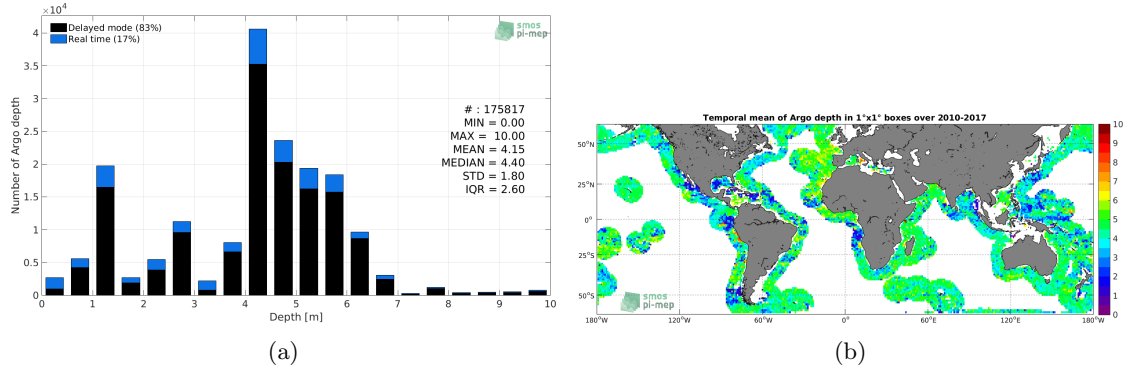 x 10⁴
Delayed mode (83%)
Real time (17%)
smos
pi-mep
4
3.5
3
2.5
2
1.5
1
0.5
0
Number of Argo depth
# : 175817
MIN = 0.00
MAX = 10.00
MEAN = 4.15
MEDIAN = 4.40
STD = 1.80
IQR = 2.60
0 1 2 3 4 5 6 7 8 9 10
Depth [m]
(a)
Temporal mean of Argo depth in 1°x1° boxes over 2010-2017
50°N
25°N
0°
25°S
50°S
smos
pi-mep
180°W 120°W 60°W 0° 60°E 120°E 180°E
10
9
8
7
6
5
4
3
2
1
0
(b)